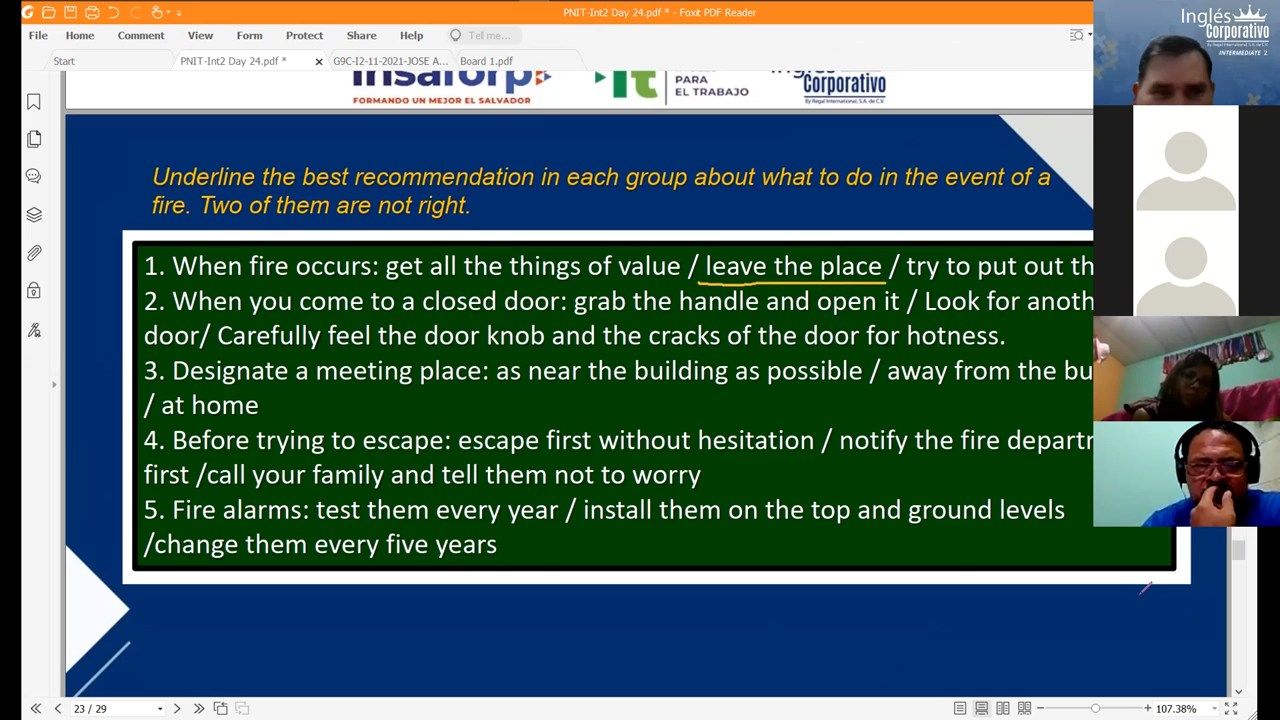 PNIT-Int2 Day 24.pdf * - Foxit PDF Reader
File Home Comment View Form Protect Share Help Tell me...
Start PNIT-Int2 Day 24.pdf * G9C-I2-11-2021-JOSE A... Board 1.pdf
FORMANDO UN MEJOR EL SALVADOR
PARA
EL TRABAJO
Corporativo
By Regal International, S.A. de C.V.
Inglés
Corporativo
By Regal International, S.A. de C.V.
INTERMEDIATE 2
Underline the best recommendation in each group about what to do in the event of a
fire. Two of them are not right.
1. When fire occurs: get all the things of value / leave the place / try to put out th
2. When you come to a closed door: grab the handle and open it / Look for anoth
door/ Carefully feel the door knob and the cracks of the door for hotness.
3. Designate a meeting place: as near the building as possible / away from the bu
/ at home
4. Before trying to escape: escape first without hesitation / notify the fire departm
first /call your family and tell them not to worry
5. Fire alarms: test them every year / install them on the top and ground levels
/change them every five years
23 / 29
107.38%